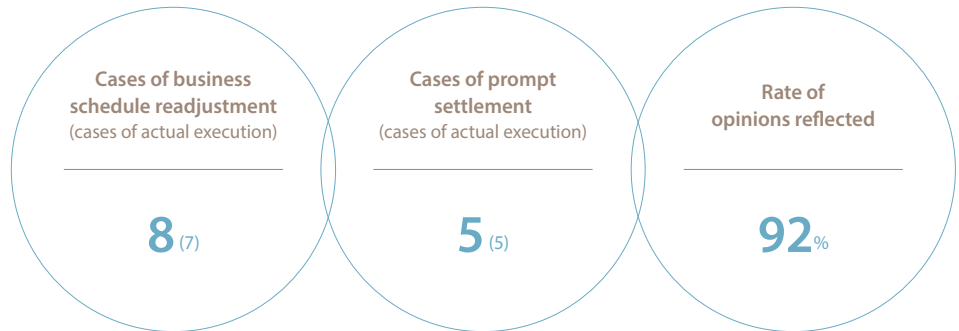 Cases of business
schedule readjustment
(cases of actual execution)
8 (7)
Cases of prompt
settlement
(cases of actual execution)
5 (5)
Rate of
opinions reflected
92%